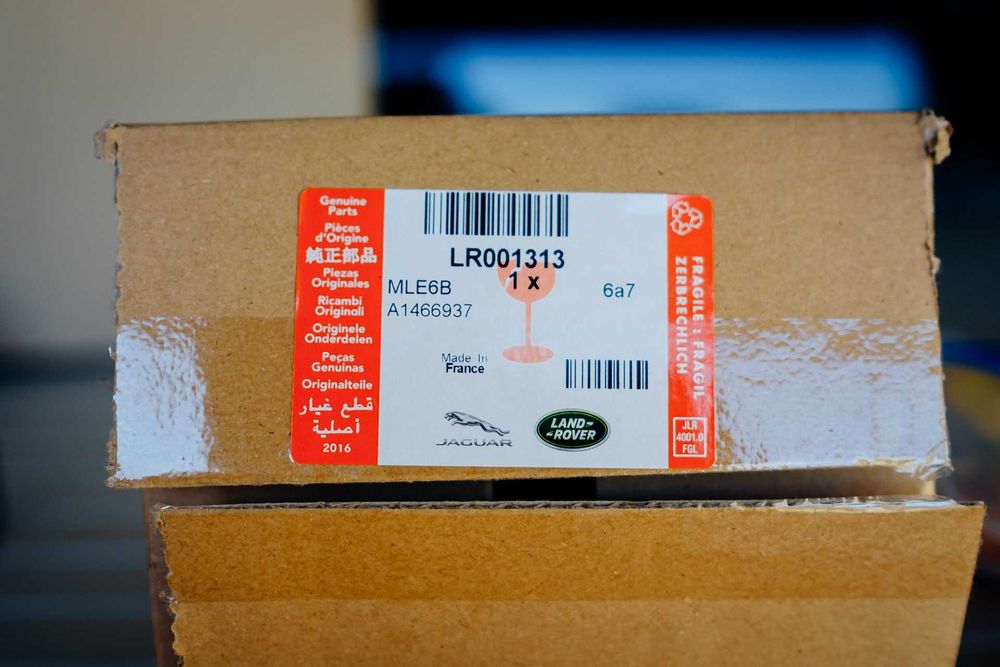 Genuine
Parts
Pièces
d'Origine
純正部品
Piezas
Originales
Ricambi
Originali
Originele
Onderdelen
Peças
Genuinas
Originalteile
قطع غيار
أصلية
2016
LR001313
1 x
MLE6B
A1466937
6a7
Made In
France
JAGUAR
LAND-
-ROVER
FRAGILE : FRAGIL
ZERBRECHLICH
JLR
4001.0
FGL